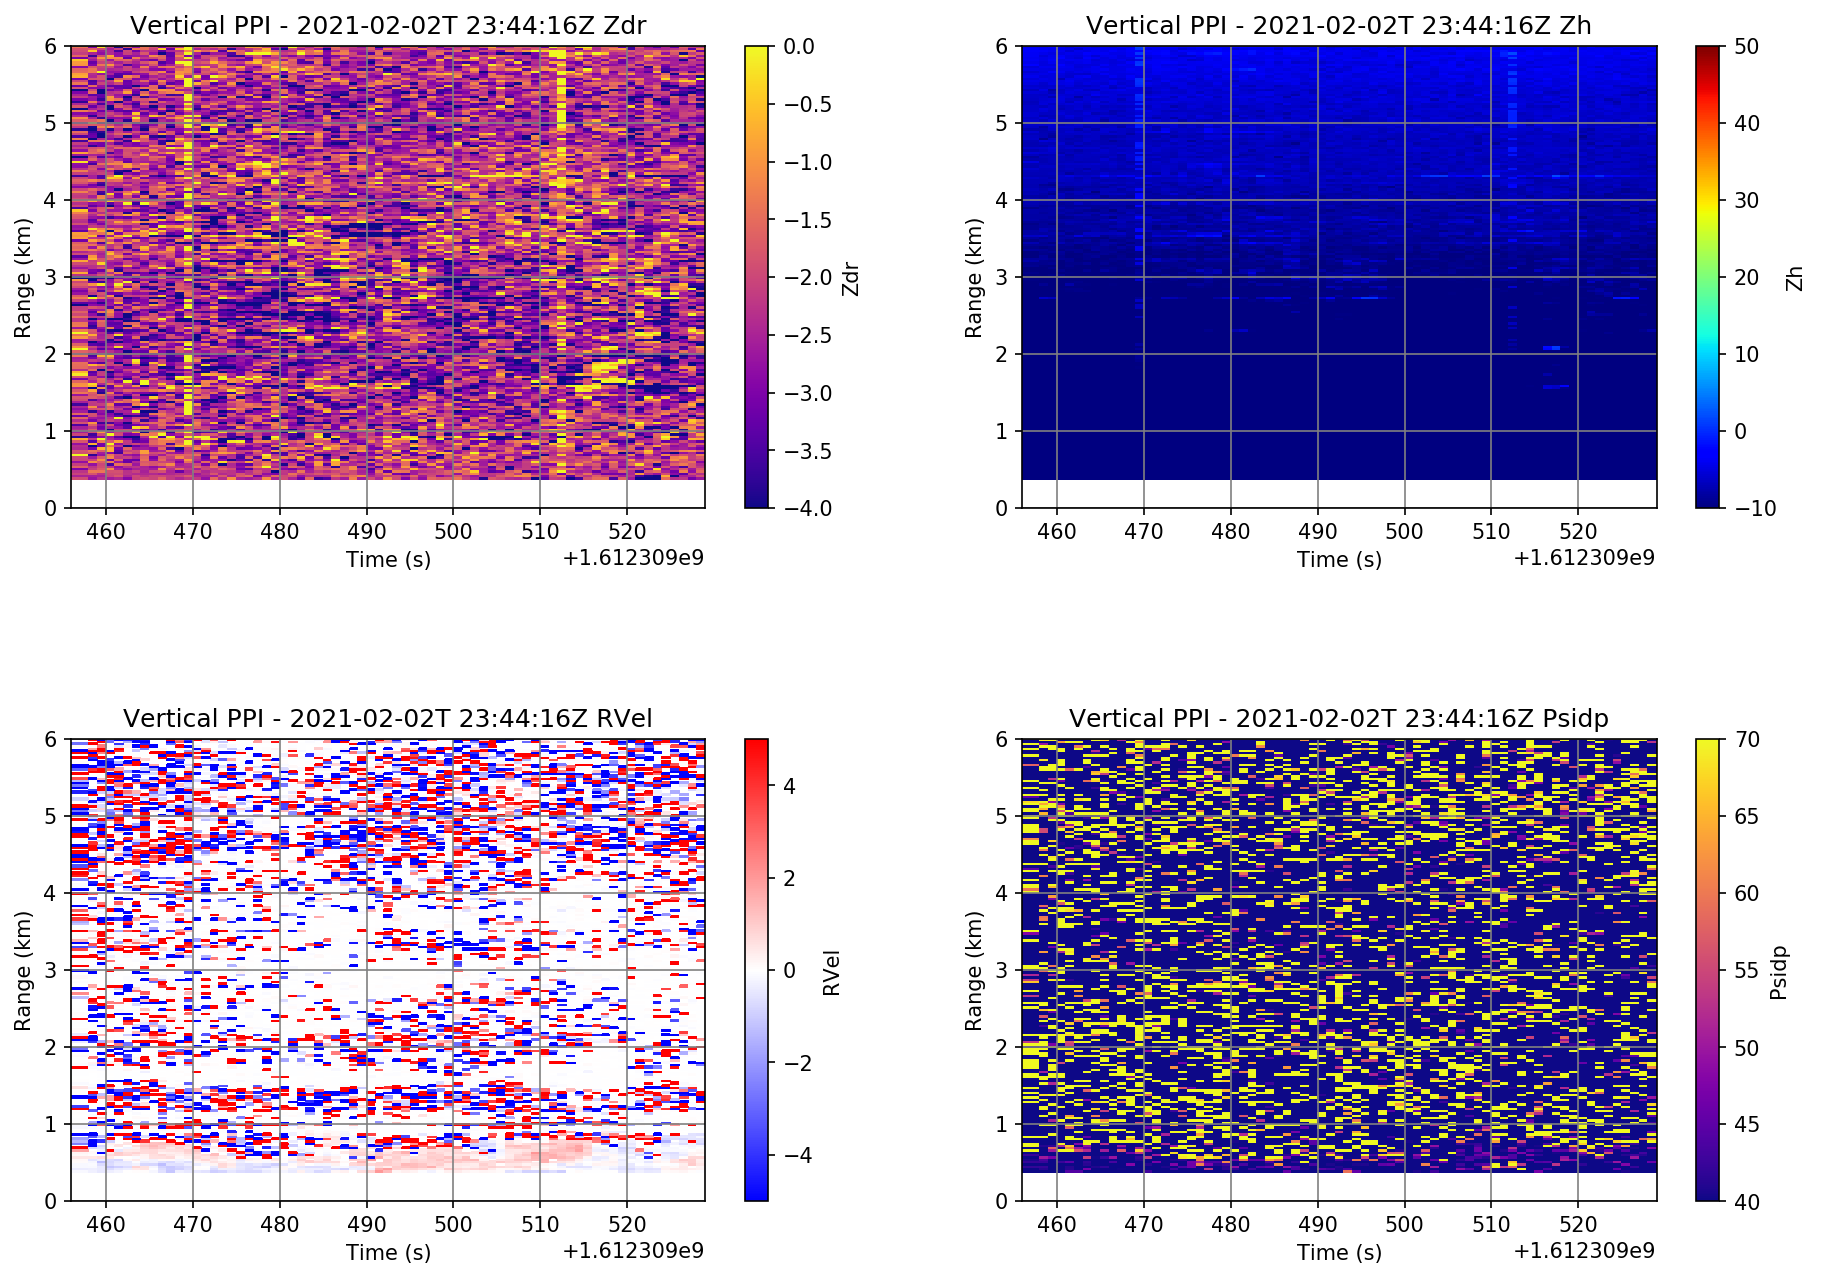 Vertical PPI - 2021-02-02T 23:44:16Z Zdr
6
5
4
3
2
1
0
Range (km)
460 470 480 490 500 510 520
Time (s)
+1.612309e9
0.0
−0.5
−1.0
−1.5
−2.0
−2.5
−3.0
−3.5
−4.0
Zdr
Vertical PPI - 2021-02-02T 23:44:16Z Zh
6
5
4
3
2
1
0
Range (km)
460 470 480 490 500 510 520
Time (s)
+1.612309e9
50
40
30
20
10
0
−10
Zh
Vertical PPI - 2021-02-02T 23:44:16Z RVel
6
5
4
3
2
1
0
Range (km)
460 470 480 490 500 510 520
Time (s)
+1.612309e9
4
2
0
−2
−4
RVel
Vertical PPI - 2021-02-02T 23:44:16Z Psidp
6
5
4
3
2
1
0
Range (km)
460 470 480 490 500 510 520
Time (s)
+1.612309e9
70
65
60
55
50
45
40
Psidp